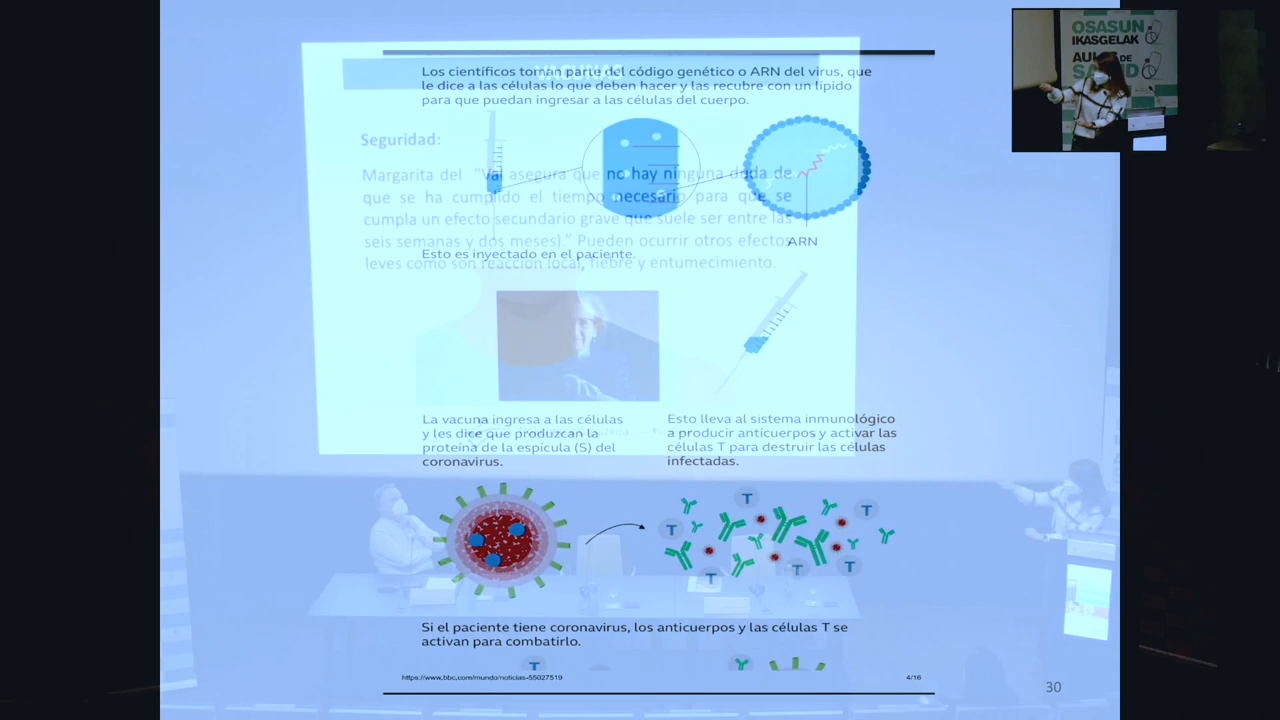 Los científicos toman parte del código genético o ARN del virus, que
le dice a las células lo que deben hacer y las recubre con un lípido
para que puedan ingresar a las células del cuerpo.
VACUNAS
Seguridad:
Margarita del "Val asegura que no hay ninguna duda de
que se ha cumplido el tiempo necesario para que se
cumpla un efecto secundario grave que suele ser entre las
seis semanas y dos meses)." Pueden ocurrir otros efectos
leves como son reacción local, fiebre y entumecimiento.
ARN
Esto es inyectado en el paciente.
La vacuna ingresa a las células
y les dice que produzcan la
proteína de la espícula (S) del
coronavirus.
Esto lleva al sistema inmunológico
a producir anticuerpos y activar las
células T para destruir las células
infectadas.
T
T
T
T
T
T
Si el paciente tiene coronavirus, los anticuerpos y las células T se
activan para combatirlo.
T
https://www.bbc.com/mundo/noticias-55027519
4/16
30
OSASUN
IKASGELAK
DE